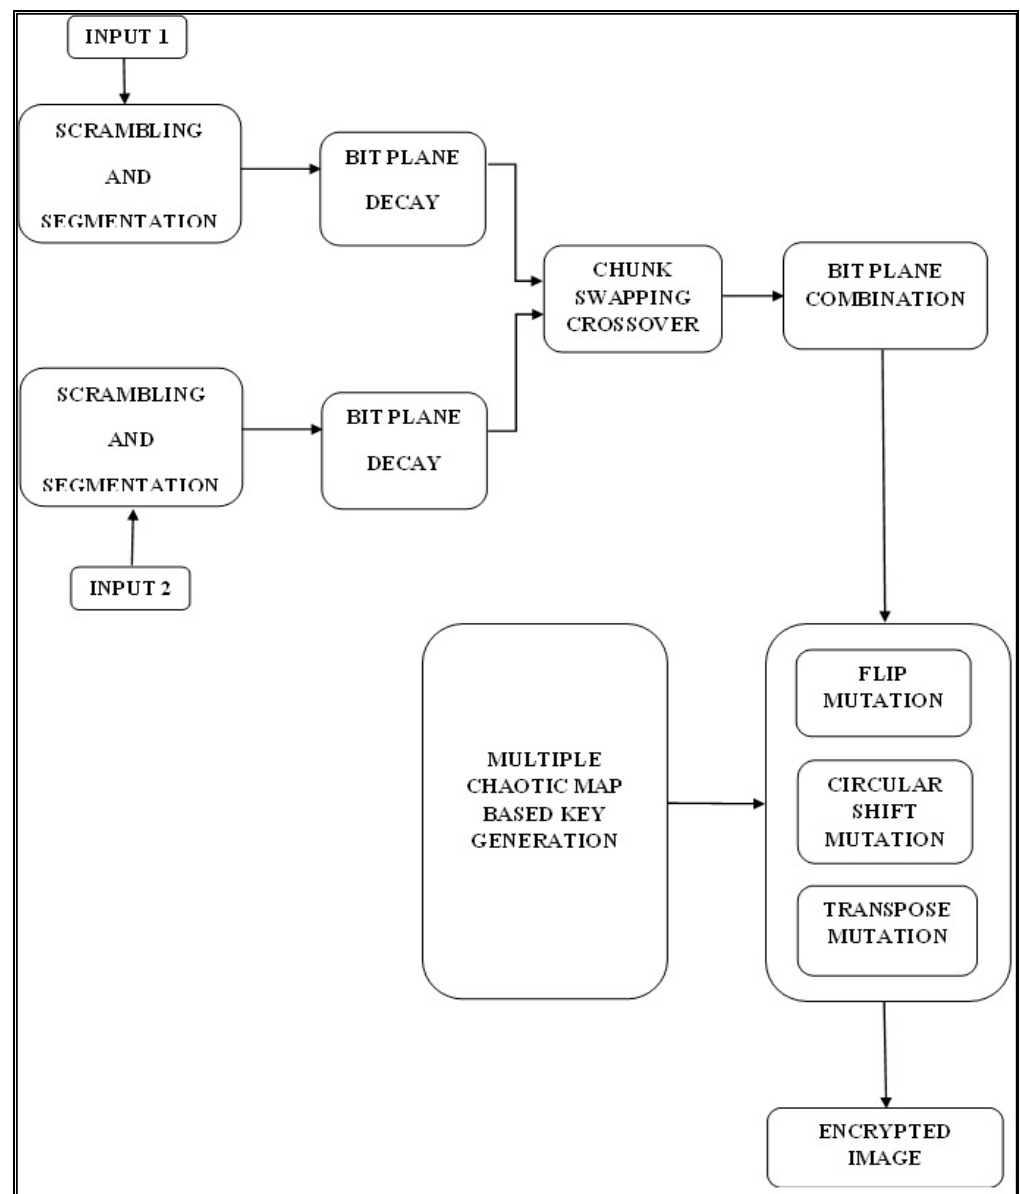 INPUT 1
SCRAMBLING
AND
SEGMENTATION
BIT PLANE
DECAY
CHUNK
SWAPPING
CROSSOVER
BIT PLANE
COMBINATION
SCRAMBLING
AND
SEGMENTATION
BIT PLANE
DECAY
INPUT 2
MULTIPLE
CHAOTIC MAP
BASED KEY
GENERATION
FLIP
MUTATION
CIRCULAR
SHIFT
MUTATION
TRANSPOSE
MUTATION
ENCRYPTED
IMAGE